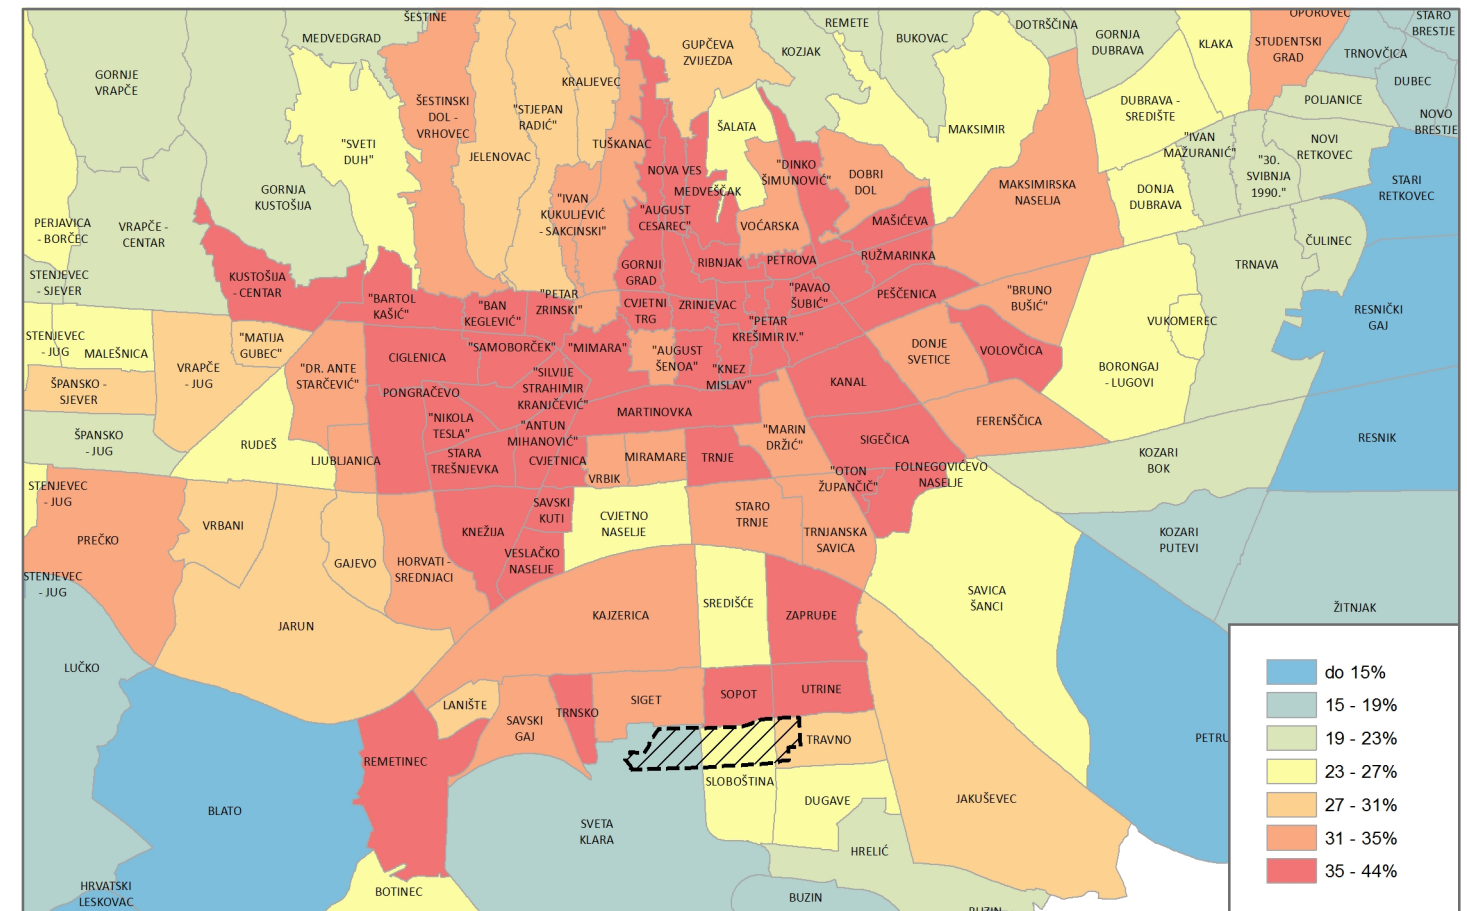 ŠESTINE
MEDVEDGRAD
GORNJE
VRAPČE
GUPČEVA
ZVIJEZDA
REMETE
KOZJAK
BUKOVAC
DOTRŠČINA
GORNJA
DUBRAVA
KLAKA
OPOROVEC
STUDENTSKI
GRAD
STARO
BRESTJE
TRNOVČICA
DUBEC
POLJANICE
NOVO
BRESTJE
KRALJEVEC
ŠESTINSKI
DOL -
VRHOVEC
"STJEPAN
RADIĆ"
TUŠKANAC
"SVETI
DUH"
JELENOVAC
ŠALATA
MAKSIMIR
DUBRAVA -
SREDIŠTE
"IVAN
MAŽURANIĆ"
"30.
SVIBNJA
1990."
NOVI
RETKOVEC
STARI
RETKOVEC
GORNJA
KUSTOŠIJA
NOVA VES
MEDVEŠČAK
"DINKO
ŠIMUNOVIĆ"
DOBRI
DOL
MAKSIMIRSKA
NASELJA
DONJA
DUBRAVA
"IVAN
KUKULJEVIĆ
- SAKCINSKI"
"AUGUST
CESAREC"
VOĆARSKA
MAŠIĆEVA
PERJAVICA
- BORČEC
VRAPČE -
CENTAR
ČULINEC
TRNAVA
STENJEVEC
- SJEVER
KUSTOŠIJA
- CENTAR
GORNJI
GRAD
RIBNJAK
PETROVA
RUŽMARINKA
"BARTOL
KAŠIĆ"
"BAN
KEGLEVIĆ"
"PETAR
ZRINSKI"
CVJETNI
TRG
ZRINJEVAC
"PAVAO
ŠUBIĆ"
PEŠČENICA
"BRUNO
BUŠIĆ"
"PETAR
KREŠIMIR IV."
VUKOMEREC
RESNIČKI
GAJ
STENJEVEC
- JUG
MALEŠNICA
"MATIJA
GUBEC"
VRAPČE
- JUG
CIGLENICA
"SAMOBORČEK"
"MIMARA"
"AUGUST
ŠENOA"
"KNEZ
MISLAV"
DONJE
SVETICE
VOLOVČICA
BORONGAJ
- LUGOVI
ŠPANSKO -
SJEVER
"DR. ANTE
STARČEVIĆ"
PONGRAČEVO
"SILVIJE
STRAHIMIR
KRANJČEVIĆ"
KANAL
MARTINOVKA
"NIKOLA
TESLA"
"ANTUN
MIHANOVIĆ"
"MARIN
DRŽIĆ"
SIGEČICA
FERENŠČICA
RESNIK
ŠPANSKO
- JUG
RUDEŠ
LJUBLJANICA
STARA
TREŠNJEVKA
CVJETNICA
VRBIK
MIRAMARE
TRNJE
"OTON
ŽUPANČIČ"
FOLNEGOVIĆEVO
NASELJE
KOZARI
BOK
STENJEVEC
- JUG
PREČKO
VRBANI
GAJEVO
HORVATI -
SREDNJACI
KNEŽIJA
SAVSKI
KUTI
VESLAČKO
NASELJE
CVJETNO
NASELJE
STARO
TRNJE
TRNJANSKA
SAVICA
KOZARI
PUTEVI
STENJEVEC
- JUG
SAVICA
ŠANCI
ŽITNJAK
JARUN
KAJZERICA
SREDIŠĆE
ZAPRUĐE
LUČKO
LANIŠTE
SAVSKI
GAJ
TRNSKO
SIGET
SOPOT
UTRINE
TRAVNO
PETRU
REMETINEC
SLOBOŠTINA
DUGAVE
JAKUŠEVEC
BLATO
SVETA
KLARA
HRELIĆ
HRVATSKI
LESKOVAC
BOTINEC
BUZIN
BUZIN
do 15%
15 - 19%
19 - 23%
23 - 27%
27 - 31%
31 - 35%
35 - 44%